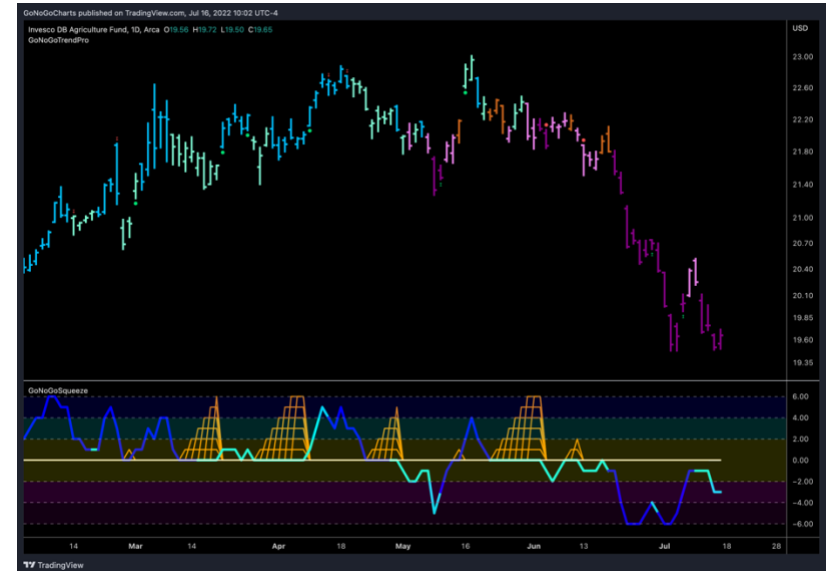 GoNoGoCharts published on TradingView.com, Jul 16, 2022 10:02 UTC-4
Invesco DB Agriculture Fund, 1D, Arca O19.56 H19.72 L19.50 C19.65
USD
GoNoGoTrendPro
23.00
22.60
22.20
21.80
21.40
21.00
20.70
20.40
20.10
19.85
19.60
19.35
GoNoGoSqueeze
6.00
4.00
2.00
0.00
−2.00
−4.00
−6.00
14 Mar 14 Apr 18 May 16 Jun 13 Jul 18 28
TradingView